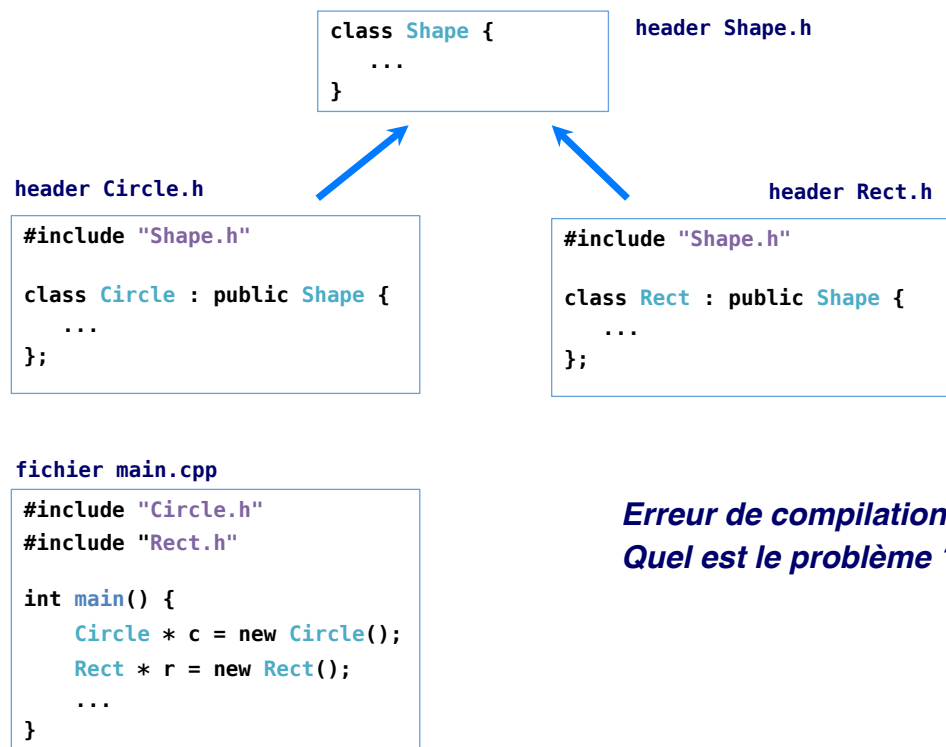 class Shape {
...
}
header Shape.h
header Circle.h
#include "Shape.h"
class Circle : public Shape {
...
};
header Rect.h
#include "Shape.h"
class Rect : public Shape {
...
};
fichier main.cpp
#include "Circle.h"
#include "Rect.h"
int main() {
Circle * c = new Circle();
Rect * r = new Rect();
...
}
Erreur de compilation
Quel est le problème ?